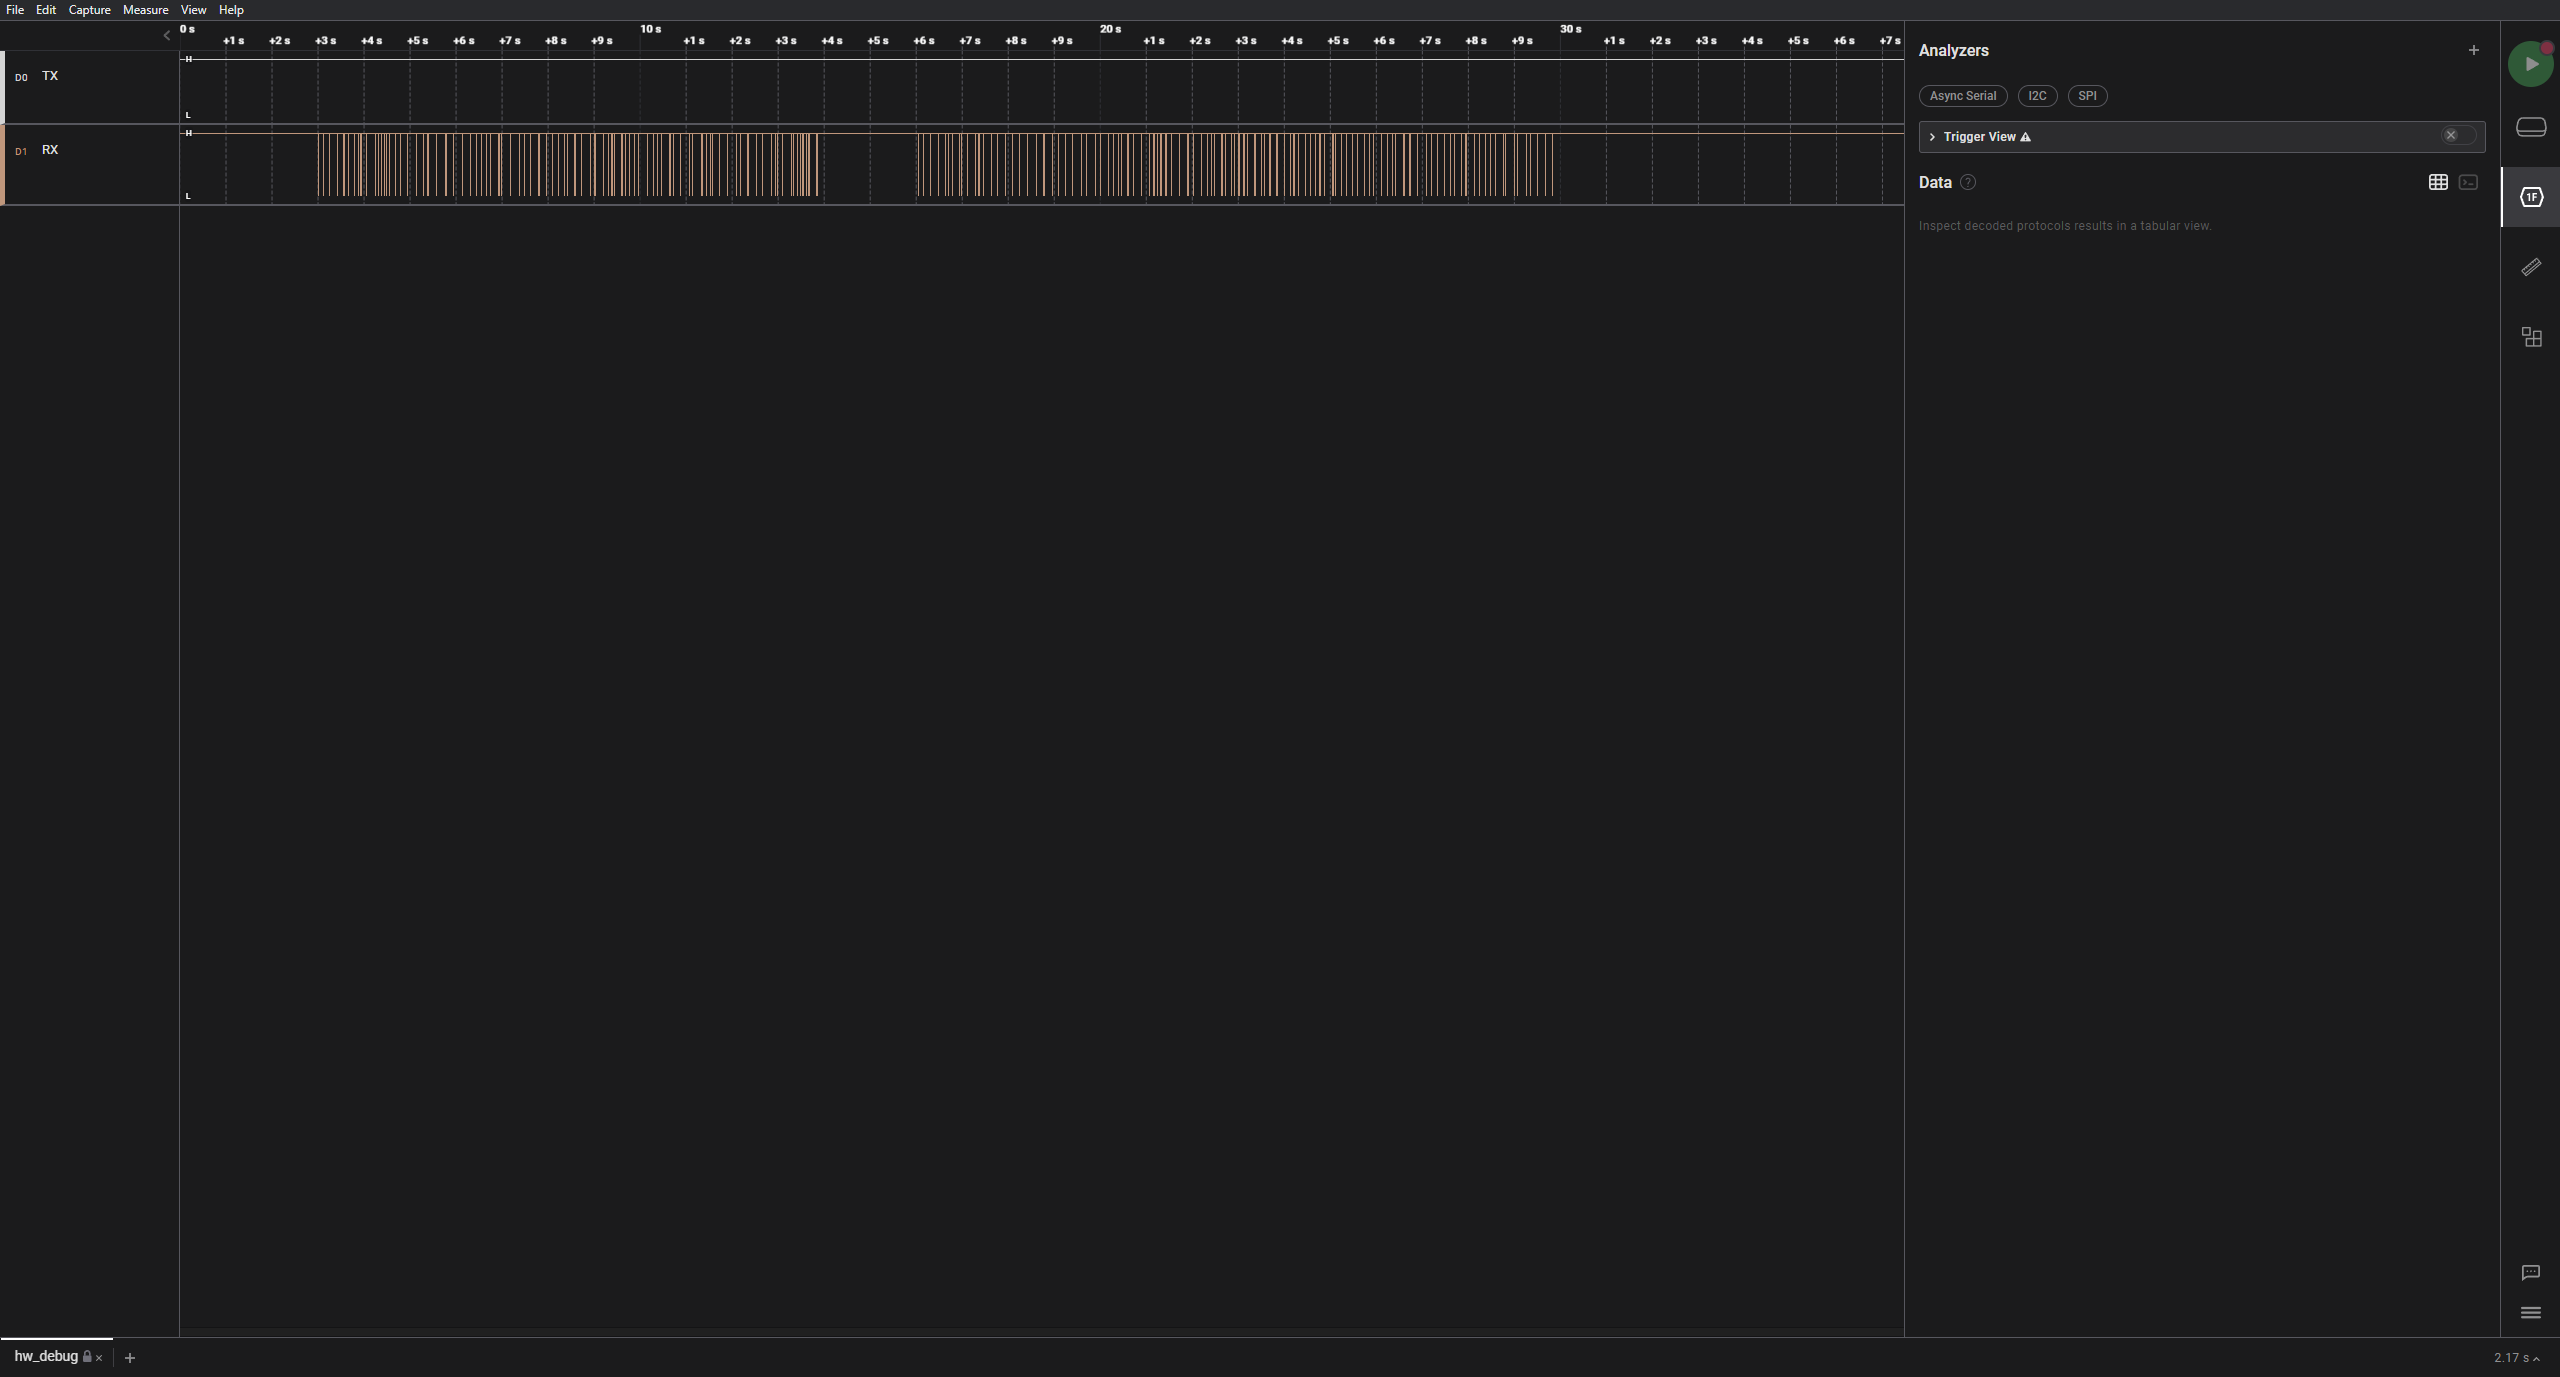 File Edit Capture Measure View Help
0 s 10 s 20 s 30 s
+1 s +2 s +3 s +4 s +5 s +6 s +7 s +8 s +9 s +1 s +2 s +3 s +4 s +5 s +6 s +7 s +8 s +9 s +1 s +2 s +3 s +4 s +5 s +6 s +7 s +8 s +9 s +1 s +2 s +3 s +4 s +5 s +6 s +7 s
H
D0 TX
L
H
D1 RX
L
Analyzers +
Async Serial I2C SPI
> Trigger View
Data ?
Inspect decoded protocols results in a tabular view.
1F
hw_debug × +
2.17 s